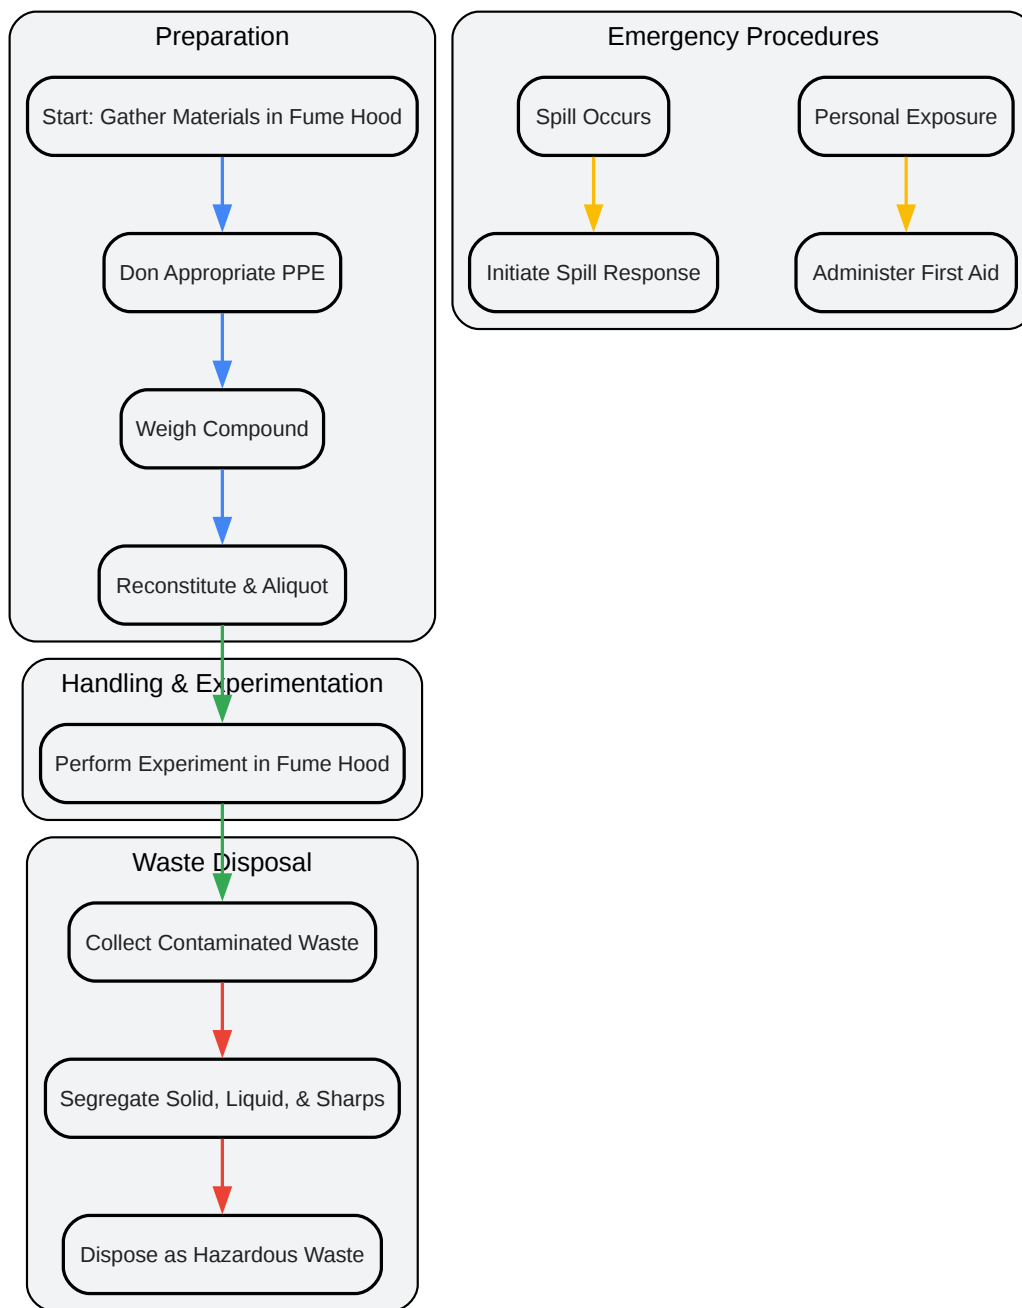 Preparation
Start: Gather Materials in Fume Hood
Don Appropriate PPE
Weigh Compound
Reconstitute & Aliquot
Handling & Experimentation
Perform Experiment in Fume Hood
Waste Disposal
Collect Contaminated Waste
Segregate Solid, Liquid, & Sharps
Dispose as Hazardous Waste
Emergency Procedures
Spill Occurs
Initiate Spill Response
Personal Exposure
Administer First Aid